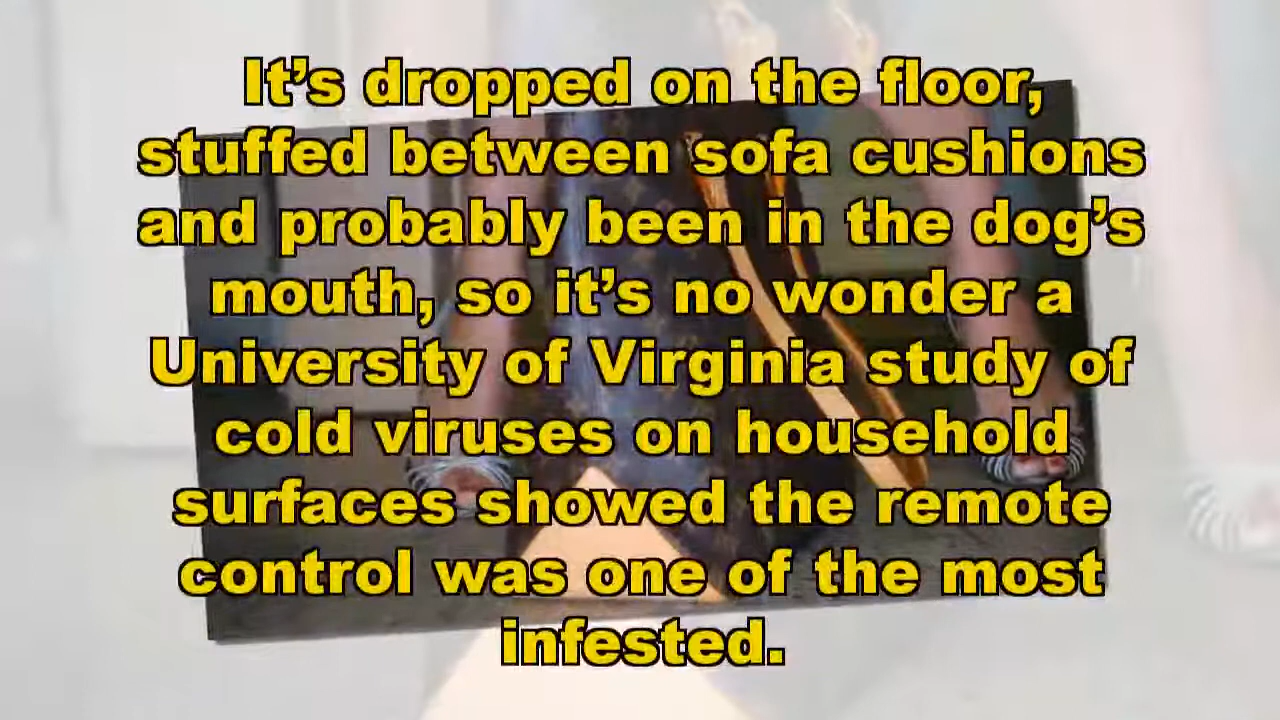 It’s dropped on the floor,
stuffed between sofa cushions
and probably been in the dog’s
mouth, so it’s no wonder a
University of Virginia study of
cold viruses on household
surfaces showed the remote
control was one of the most
infested.